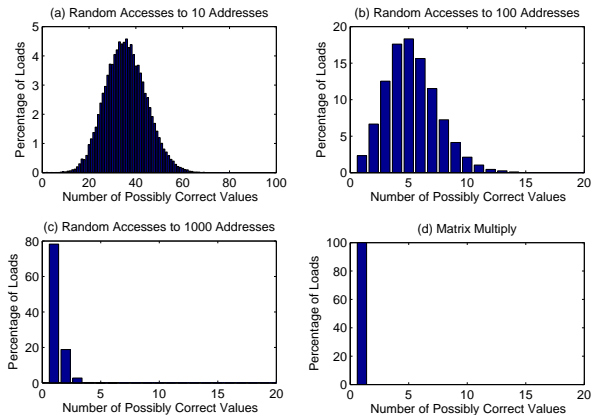 (a) Random Accesses to 10 Addresses
Percentage of Loads
5
4
3
2
1
0
0 20 40 60 80 100
Number of Possibly Correct Values
(b) Random Accesses to 100 Addresses
Percentage of Loads
20
15
10
5
0
0 5 10 15 20
Number of Possibly Correct Values
(c) Random Accesses to 1000 Addresses
Percentage of Loads
80
60
40
20
0
0 5 10 15 20
Number of Possibly Correct Values
(d) Matrix Multiply
Percentage of Loads
100
80
60
40
20
0
0 5 10 15 20
Number of Possibly Correct Values